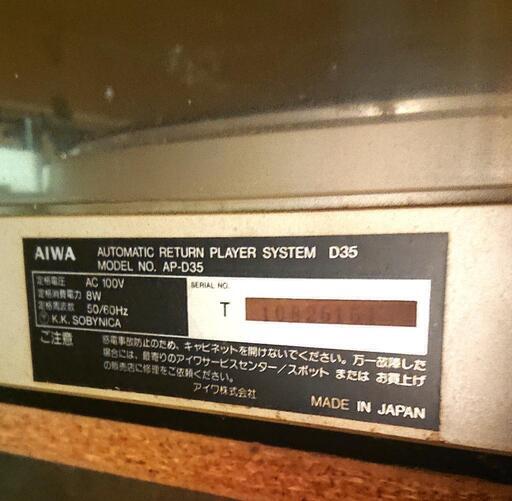 AIWA AUTOMATIC RETURN PLAYER SYSTEM D35
MODEL NO. AP-D35
定格電圧 AC 100V
定格消費電力 8W
定格周波数 50/60Hz
K.K. SOBYNICA
SERIAL NO.
T
ご注意
感電事故防止のため、キャビネットを開けないでください。万一故障した
場合には、最寄りのアイワサービスセンター/スポット または お買上げ
の販売店に修理をご依頼ください。
アイワ株式会社
MADE IN JAPAN